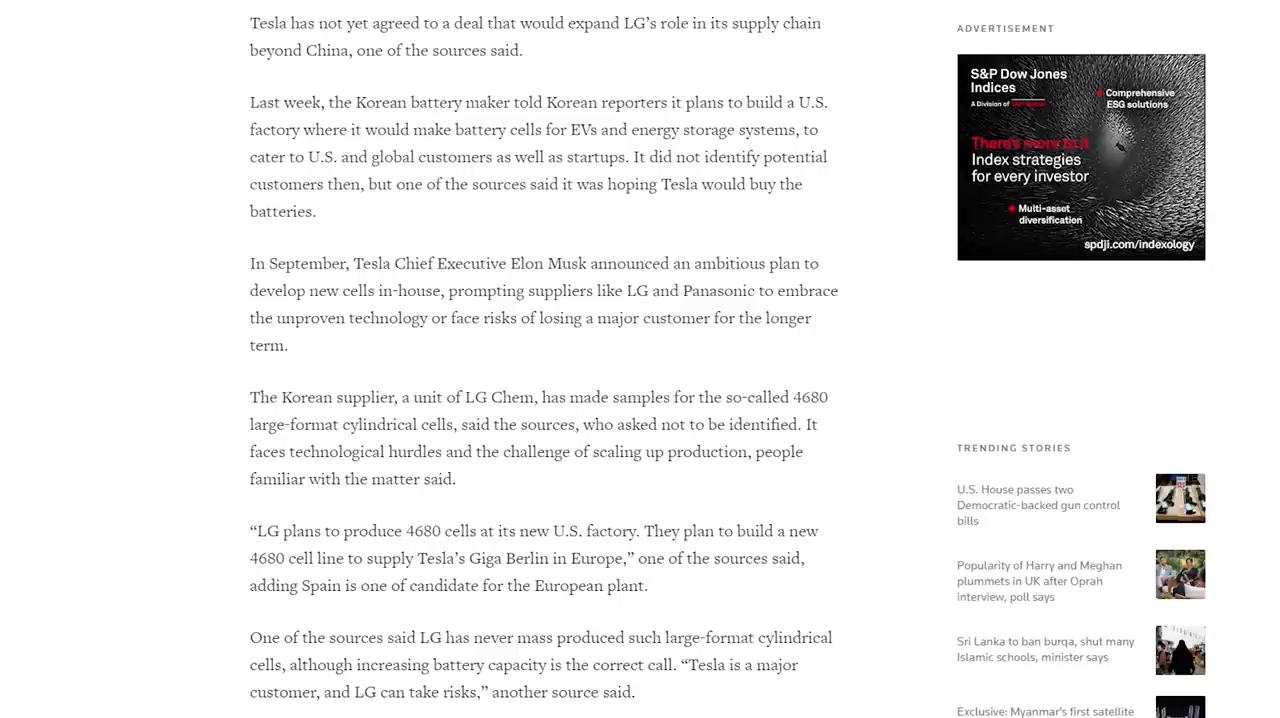 Tesla has not yet agreed to a deal that would expand LG’s role in its supply chain
beyond China, one of the sources said.
Last week, the Korean battery maker told Korean reporters it plans to build a U.S.
factory where it would make battery cells for EVs and energy storage systems, to
cater to U.S. and global customers as well as startups. It did not identify potential
customers then, but one of the sources said it was hoping Tesla would buy the
batteries.
In September, Tesla Chief Executive Elon Musk announced an ambitious plan to
develop new cells in-house, prompting suppliers like LG and Panasonic to embrace
the unproven technology or face risks of losing a major customer for the longer
term.
The Korean supplier, a unit of LG Chem, has made samples for the so-called 4680
large-format cylindrical cells, said the sources, who asked not to be identified. It
faces technological hurdles and the challenge of scaling up production, people
familiar with the matter said.
“LG plans to produce 4680 cells at its new U.S. factory. They plan to build a new
4680 cell line to supply Tesla’s Giga Berlin in Europe,” one of the sources said,
adding Spain is one of candidate for the European plant.
One of the sources said LG has never mass produced such large-format cylindrical
cells, although increasing battery capacity is the correct call. “Tesla is a major
customer, and LG can take risks,” another source said.
ADVERTISEMENT
S&P Dow Jones
Indices
A Division of
Comprehensive
ESG solutions
There's more to it
Index strategies
for every investor
Multi-asset
diversification
spdji.com/indexology
TRENDING STORIES
U.S. House passes two
Democratic-backed gun control
bills
Popularity of Harry and Meghan
plummets in UK after Oprah
interview, poll says
Sri Lanka to ban burqa, shut many
Islamic schools, minister says
Exclusive: Myanmar's first satellite